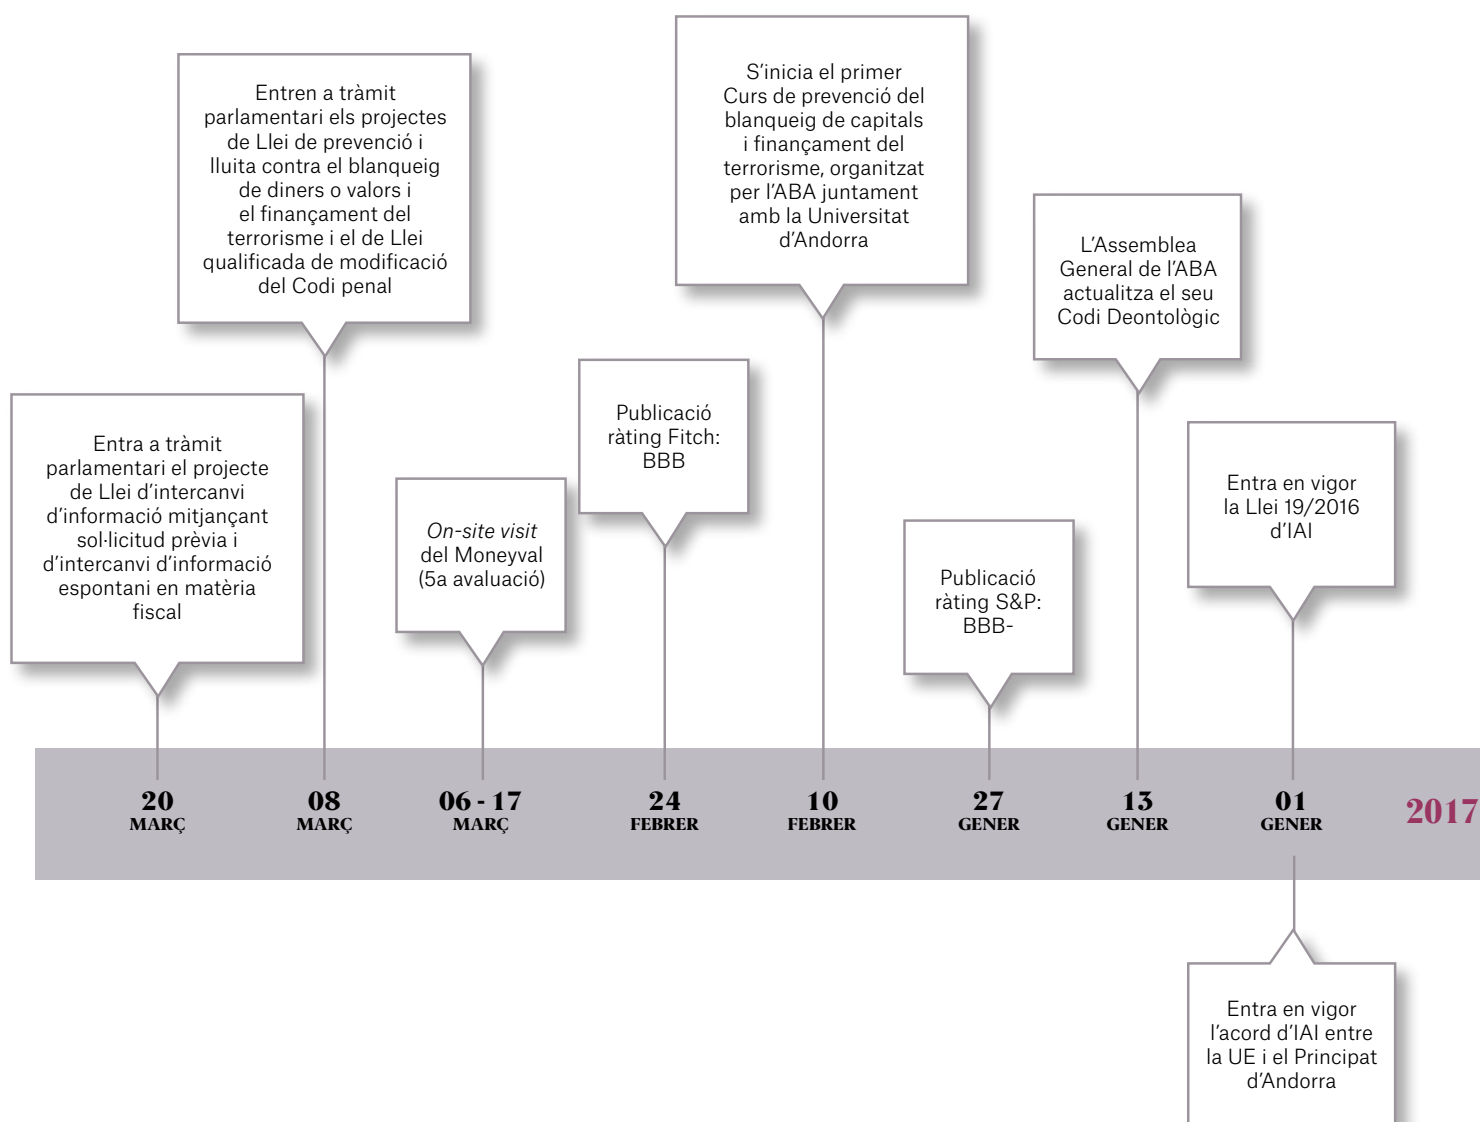 S'inicia el primer
Curs de prevenció del
blanqueig de capitals
i finançament del
terrorisme, organitzat
per l'ABA juntament
amb la Universitat
d'Andorra
Entren a tràmit
parlamentari els projectes
de Llei de prevenció i
lluita contra el blanqueig
de diners o valors i
el finançament del
terrorisme i el de Llei
qualificada de modificació
del Codi penal
L'Assemblea
General de l'ABA
actualitza el seu
Codi Deontològic
Publicació
ràting Fitch:
BBB
Entra a tràmit
parlamentari el projecte
de Llei d'intercanvi
d'informació mitjançant
sol·licitud prèvia i
d'intercanvi d'informació
espontani en matèria
fiscal
Entra en vigor
la Llei 19/2016
d'IAI
On-site visit
del Moneyval
(5a avaluació)
Publicació
ràting S&P:
BBB-
20
MARÇ
08
MARÇ
06 - 17
MARÇ
24
FEBRER
10
FEBRER
27
GENER
13
GENER
01
GENER
2017
Entra en vigor
l'acord d'IAI entre
la UE i el Principat
d'Andorra